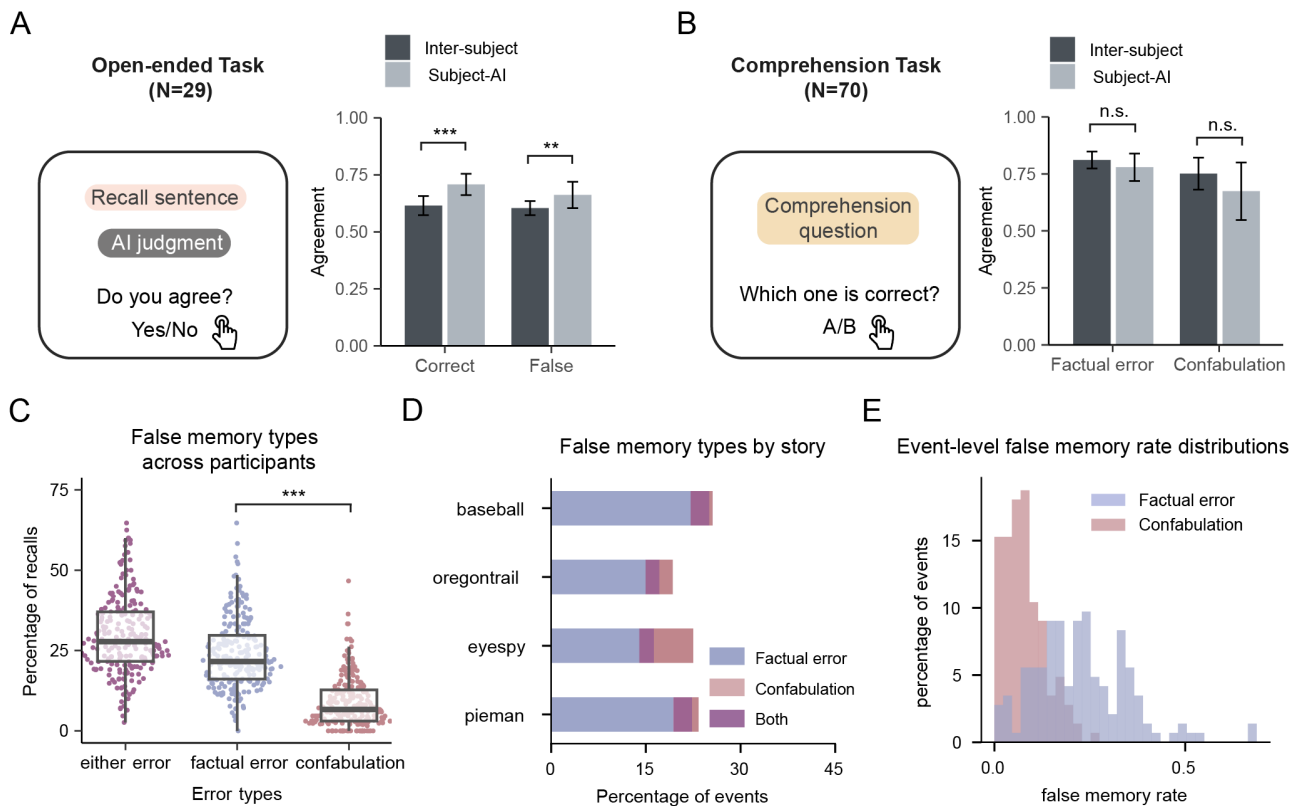 A
Open-ended Task
(N=29)
Inter-subject
Subject-AI
Recall sentence
AI judgment
Do you agree?
Yes/No
Agreement
1.00
0.75
0.50
0.25
0.00
***
**
Correct
False
B
Comprehension Task
(N=70)
Inter-subject
Subject-AI
Comprehension
question
Which one is correct?
A/B
Agreement
1.00
0.75
0.50
0.25
0.00
n.s.
n.s.
Factual error
Confabulation
C
False memory types
across participants
Percentage of recalls
75
50
25
0
***
either error
factual error
confabulation
Error types
D
False memory types by story
baseball
oregontrail
eyespy
pieman
Factual error
Confabulation
Both
0
15
30
45
Percentage of events
E
Event-level false memory rate distributions
Factual error
Confabulation
percentage of events
15
10
5
0
0.0
0.5
false memory rate